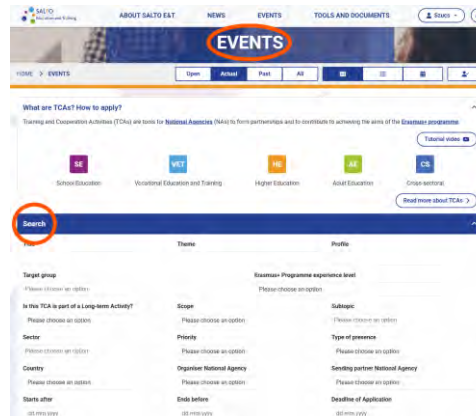 SALTO
Education and Training
ABOUT SALTO E&T NEWS EVENTS TOOLS AND DOCUMENTS
EVENTS
HOME > EVENTS Open Actual Past All
What are TCAs? How to apply?
Training and Cooperation Activities (TCAs) are tools for National Agencies (NAs) to form partnerships and to contribute to achieving the aims of the Erasmus+ programme
Tutorial video
SE VET HE AE CS
School Education Vocational Education and Training Higher Education Adult Education Cross-sectoral
Read more about TCAs >
Search
Title Theme Profile
Target group Erasmus+ Programme experience level
Please choose an option Please choose an option
Is this TCA is part of a Long-term Activity? Scope Subtopic
Please choose an option Please choose an option Please choose an option
Sector Priority Type of presence
Please choose an option Please choose an option Please choose an option
Country Organiser National Agency Sending partner National Agency
Please choose an option Please choose an option Please choose an option
Starts after Ends before Deadline of Application
dd.mm.yyyy dd.mm.yyyy dd.mm.yyyy